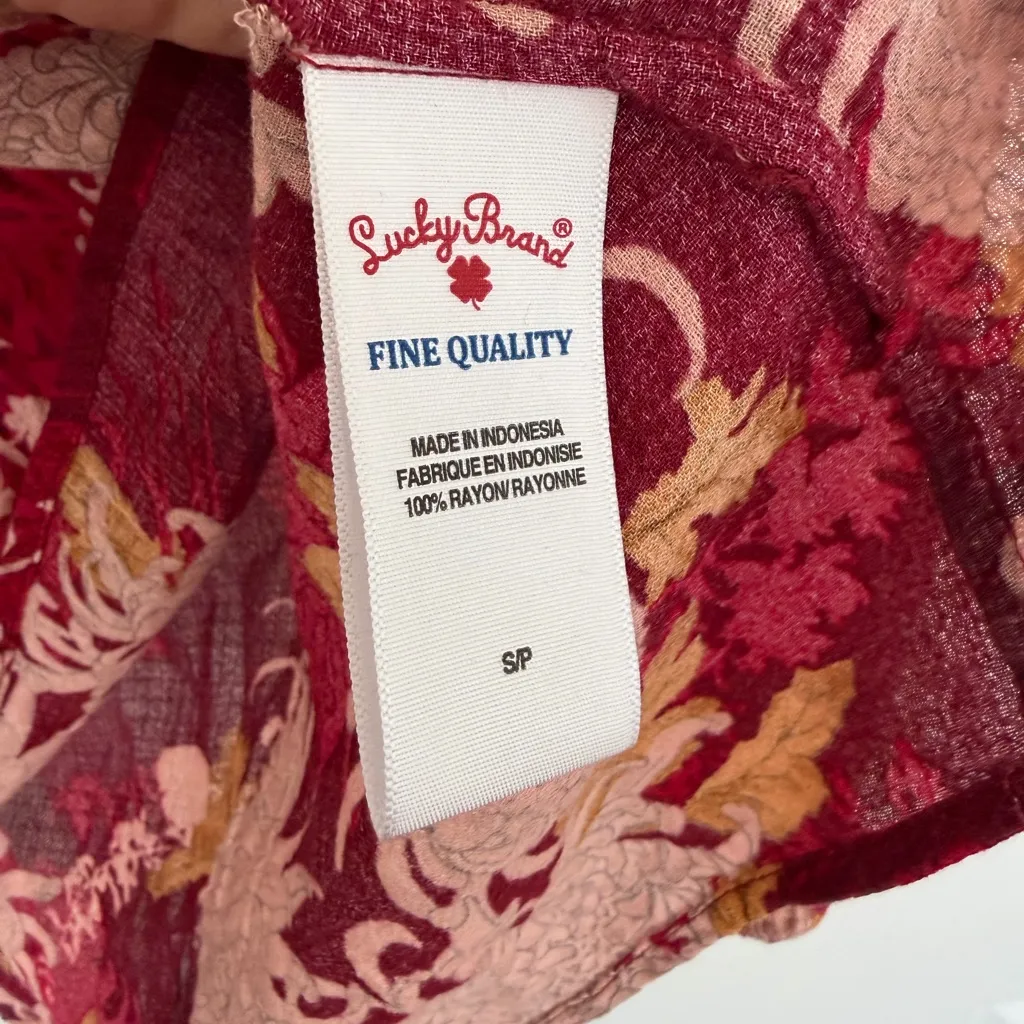 Lucky Brand®
FINE QUALITY
MADE IN INDONESIA
FABRIQUE EN INDONISIE
100% RAYON/RAYONNE
S/P